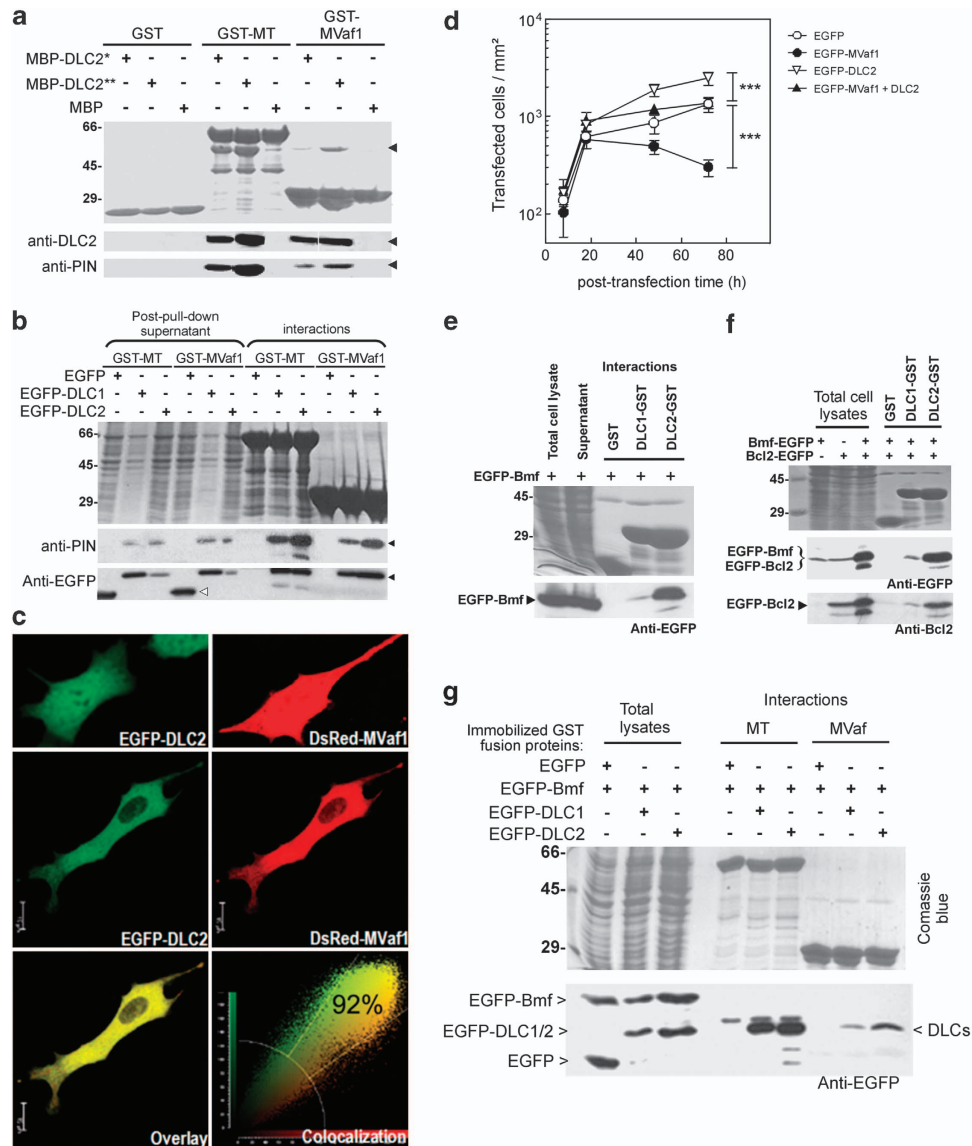 a
GST GST-MT GST-MVaf1
MBP-DLC2* + - - + - - + - -
MBP-DLC2** - + - - + - - + -
MBP - - + - - + - - +
66-
45-
29-
anti-DLC2
anti-PIN
b
Post-pull-down supernatant interactions
GST-MT GST-MVaf1 GST-MT GST-MVaf1
EGFP + - - + - - + - - + - -
EGFP-DLC1 - + - - + - - + - - + -
EGFP-DLC2 - - + - - + - - + - - +
66-
45-
29-
anti-PIN
Anti-EGFP
c
EGFP-DLC2 DsRed-MVaf1
EGFP-DLC2 DsRed-MVaf1
Overlay
92%
Colocalization
d
Transfected cells / mm²
10³
10²
0 20 40 60 80 100
post-transfection time (h)
EGFP
EGFP-MVaf1
EGFP-DLC2
EGFP-MVaf1 + DLC2
***
***
e
Interactions
Total cell lysate
Supernatant
GST
DLC1-GST
DLC2-GST
EGFP-Bmf + + + + +
45-
29-
EGFP-Bmf
Anti-EGFP
f
Total cell lysates
GST
DLC1-GST
DLC2-GST
Bmf-EGFP + - + + + +
Bcl2-EGFP - + + + + +
45-
29-
EGFP-Bmf
EGFP-Bcl2
Anti-EGFP
EGFP-Bcl2
Anti-Bcl2
g
Interactions
Immobilized GST fusion proteins:
Total lysates
MT MVaf
EGFP + - - + - - + - -
EGFP-Bmf + + + + + + + + +
EGFP-DLC1 - + - - + - - + -
EGFP-DLC2 - - + - - + - - +
66-
45-
29-
Comassie blue
EGFP-Bmf >
EGFP-DLC1/2 >
EGFP >
< DLCs
Anti-EGFP